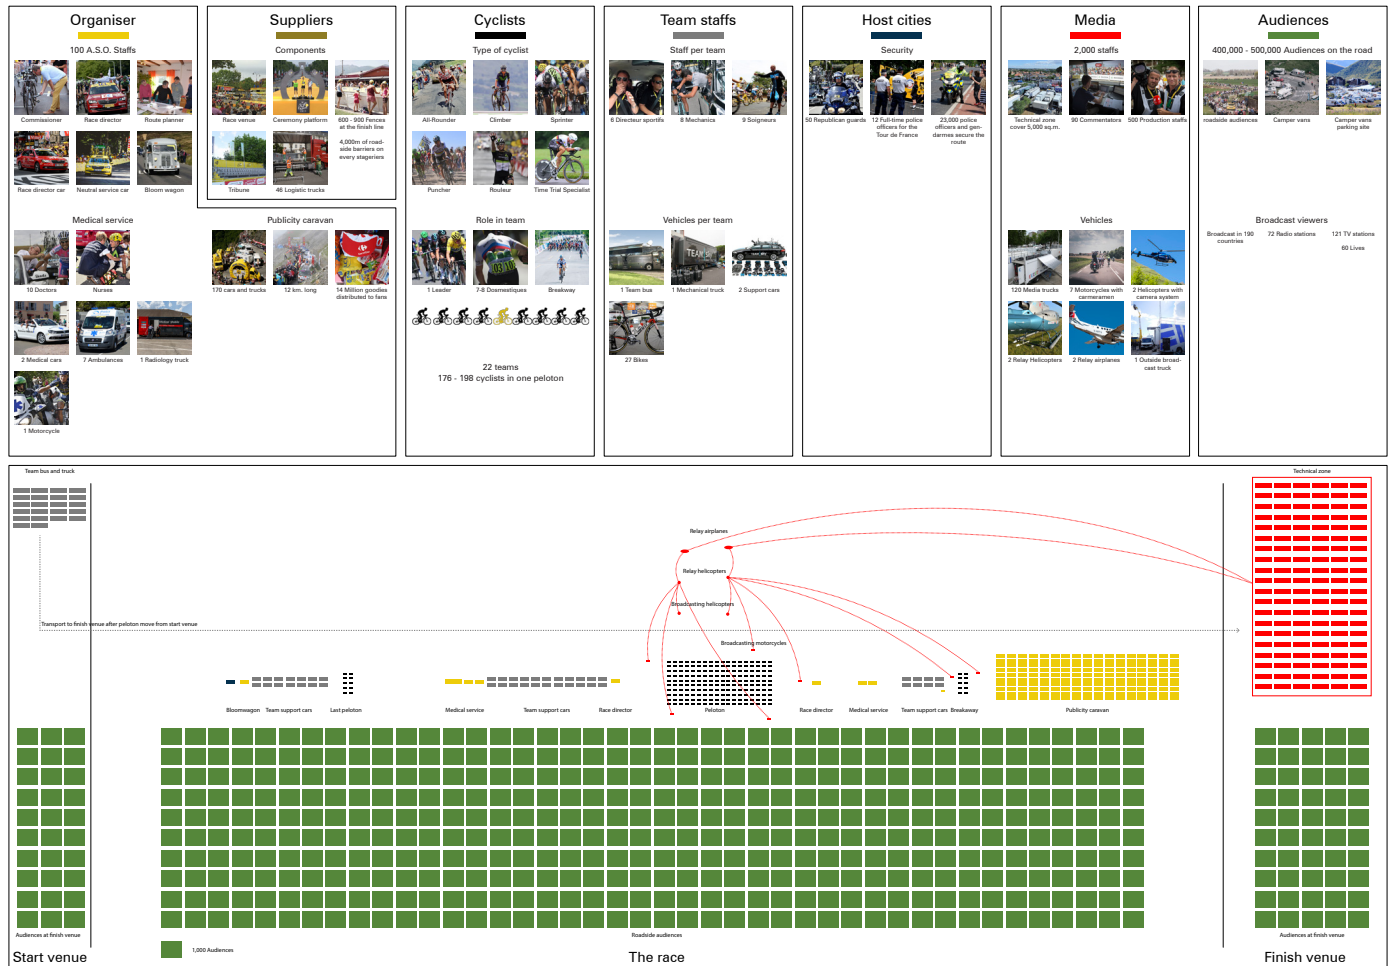 Organiser
100 A.S.O. Staffs
Commissioner
Race director
Route planner
Race director car
Neutral service car
Bloom wagon
Medical service
10 Doctors
Nurses
2 Medical cars
7 Ambulances
1 Radiology truck
1 Motorcycle
Suppliers
Components
Race venue
Ceremony platform
600 - 900 Fences
at the finish line
4,000m of road-
side barriers on
every stageriers
Tribune
46 Logistic trucks
Publicity caravan
170 cars and trucks
12 km. long
14 Million goodies
distributed to fans
Cyclists
Type of cyclist
All-Rounder
Climber
Sprinter
Puncher
Rouleur
Time Trial Specialist
Role in team
1 Leader
7-8 Dosmestiques
Breakway
22 teams
176 - 198 cyclists in one peloton
Team staffs
Staff per team
6 Directeur sportifs
8 Mechanics
9 Soigneurs
Vehicles per team
1 Team bus
1 Mechanical truck
2 Support cars
27 Bikes
Host cities
Security
50 Republican guards
12 Full-time police
officers for the
Tour de France
23,000 police
officers and gen-
darmes secure the
route
Media
2,000 staffs
Technical zone
cover 5,000 sq.m.
90 Commentators
500 Production staffs
Vehicles
120 Media trucks
7 Motorcycles with
carmeramen
2 Helicopters with
camera system
2 Relay Helicopters
2 Relay airplanes
1 Outside broad-
cast truck
Audiences
400,000 - 500,000 Audiences on the road
roadside audiences
Camper vans
Camper vans
parking site
Broadcast viewers
Broadcast in 190
countries
72 Radio stations
121 TV stations
60 Lives
Team bus and truck
Technical zone
Relay airplanes
Relay helicopters
Broadcasting helicopters
Transport to finish venue after peloton move from start venue
Broadcasting motorcycles
Bloomwagon
Team support cars
Last peloton
Medical service
Team support cars
Race director
Peloton
Race director
Medical service
Team support cars
Breakaway
Publicity caravan
Audiences at finish venue
Roadside audiences
Audiences at finish venue
1,000 Audiences
Start venue
The race
Finish venue